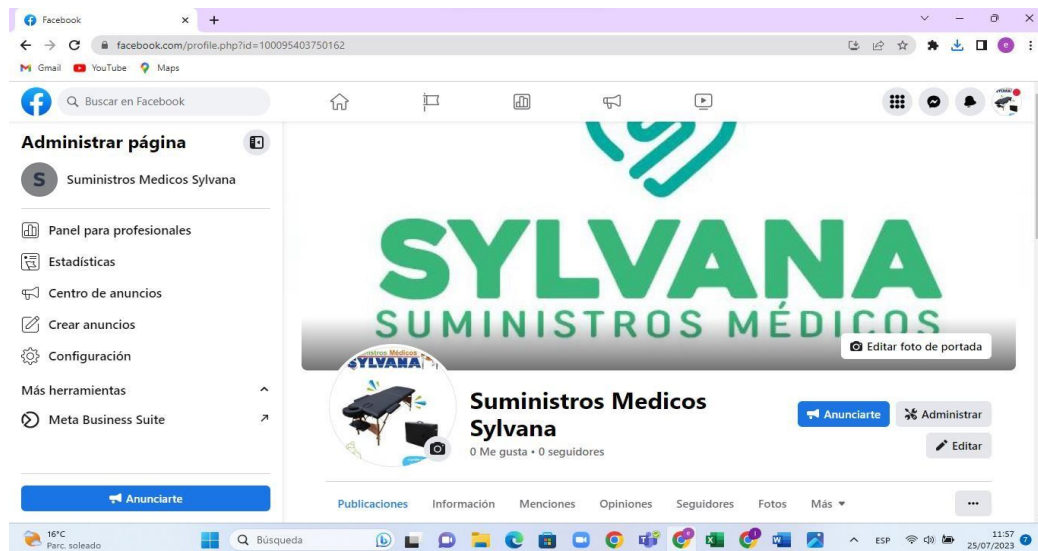 Facebook
facebook.com/profile.php?id=100095403750162
e
Gmail YouTube Maps
Buscar en Facebook
Administrar página
S Suministros Medicos Sylvana
Panel para profesionales
Estadísticas
Centro de anuncios
Crear anuncios
Configuración
Más herramientas
Meta Business Suite
Anunciarte
SYLVANA
SUMINISTROS MÉDICOS
Editar foto de portada
Médicos
SYLVANA
Suministros Medicos
Sylvana
0 Me gusta • 0 seguidores
Anunciarte Administrar
Editar
Publicaciones Información Menciones Opiniones Seguidores Fotos Más
16°C
Parc. soleado
Búsqueda
ESP
11:57
25/07/2023
7